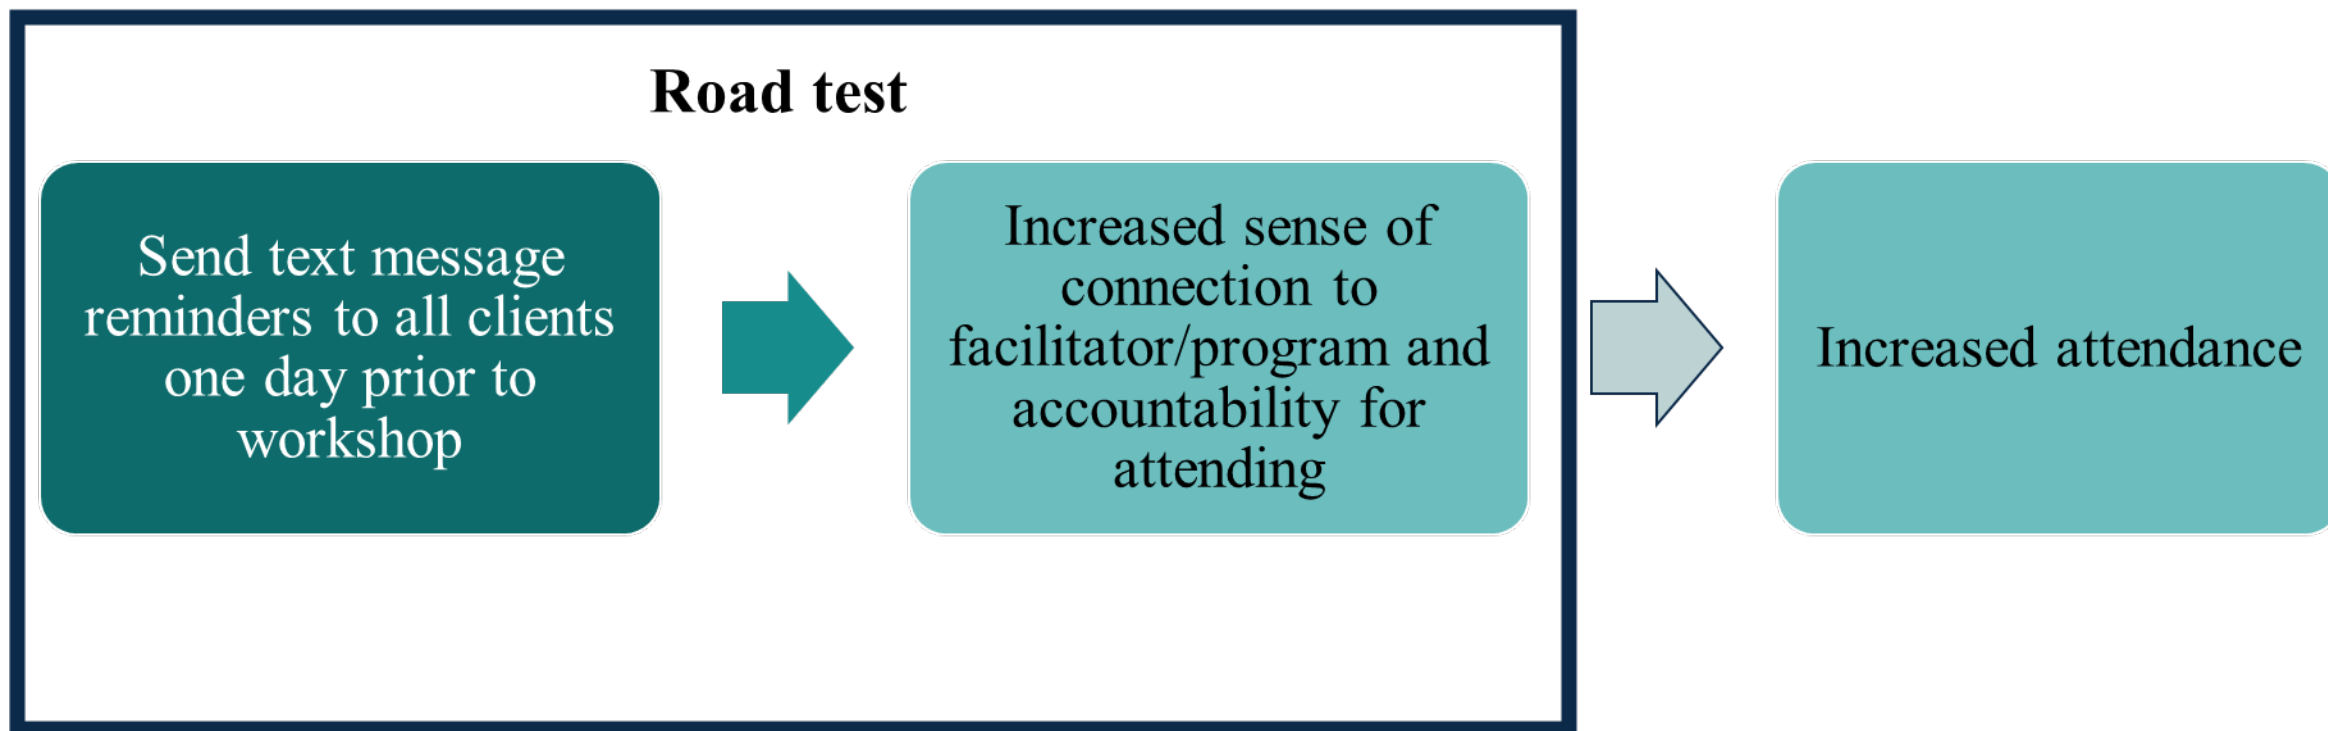 Road test
Send text message
reminders to all clients
one day prior to
workshop
Increased sense of
connection to
facilitator/program and
accountability for
attending
Increased attendance